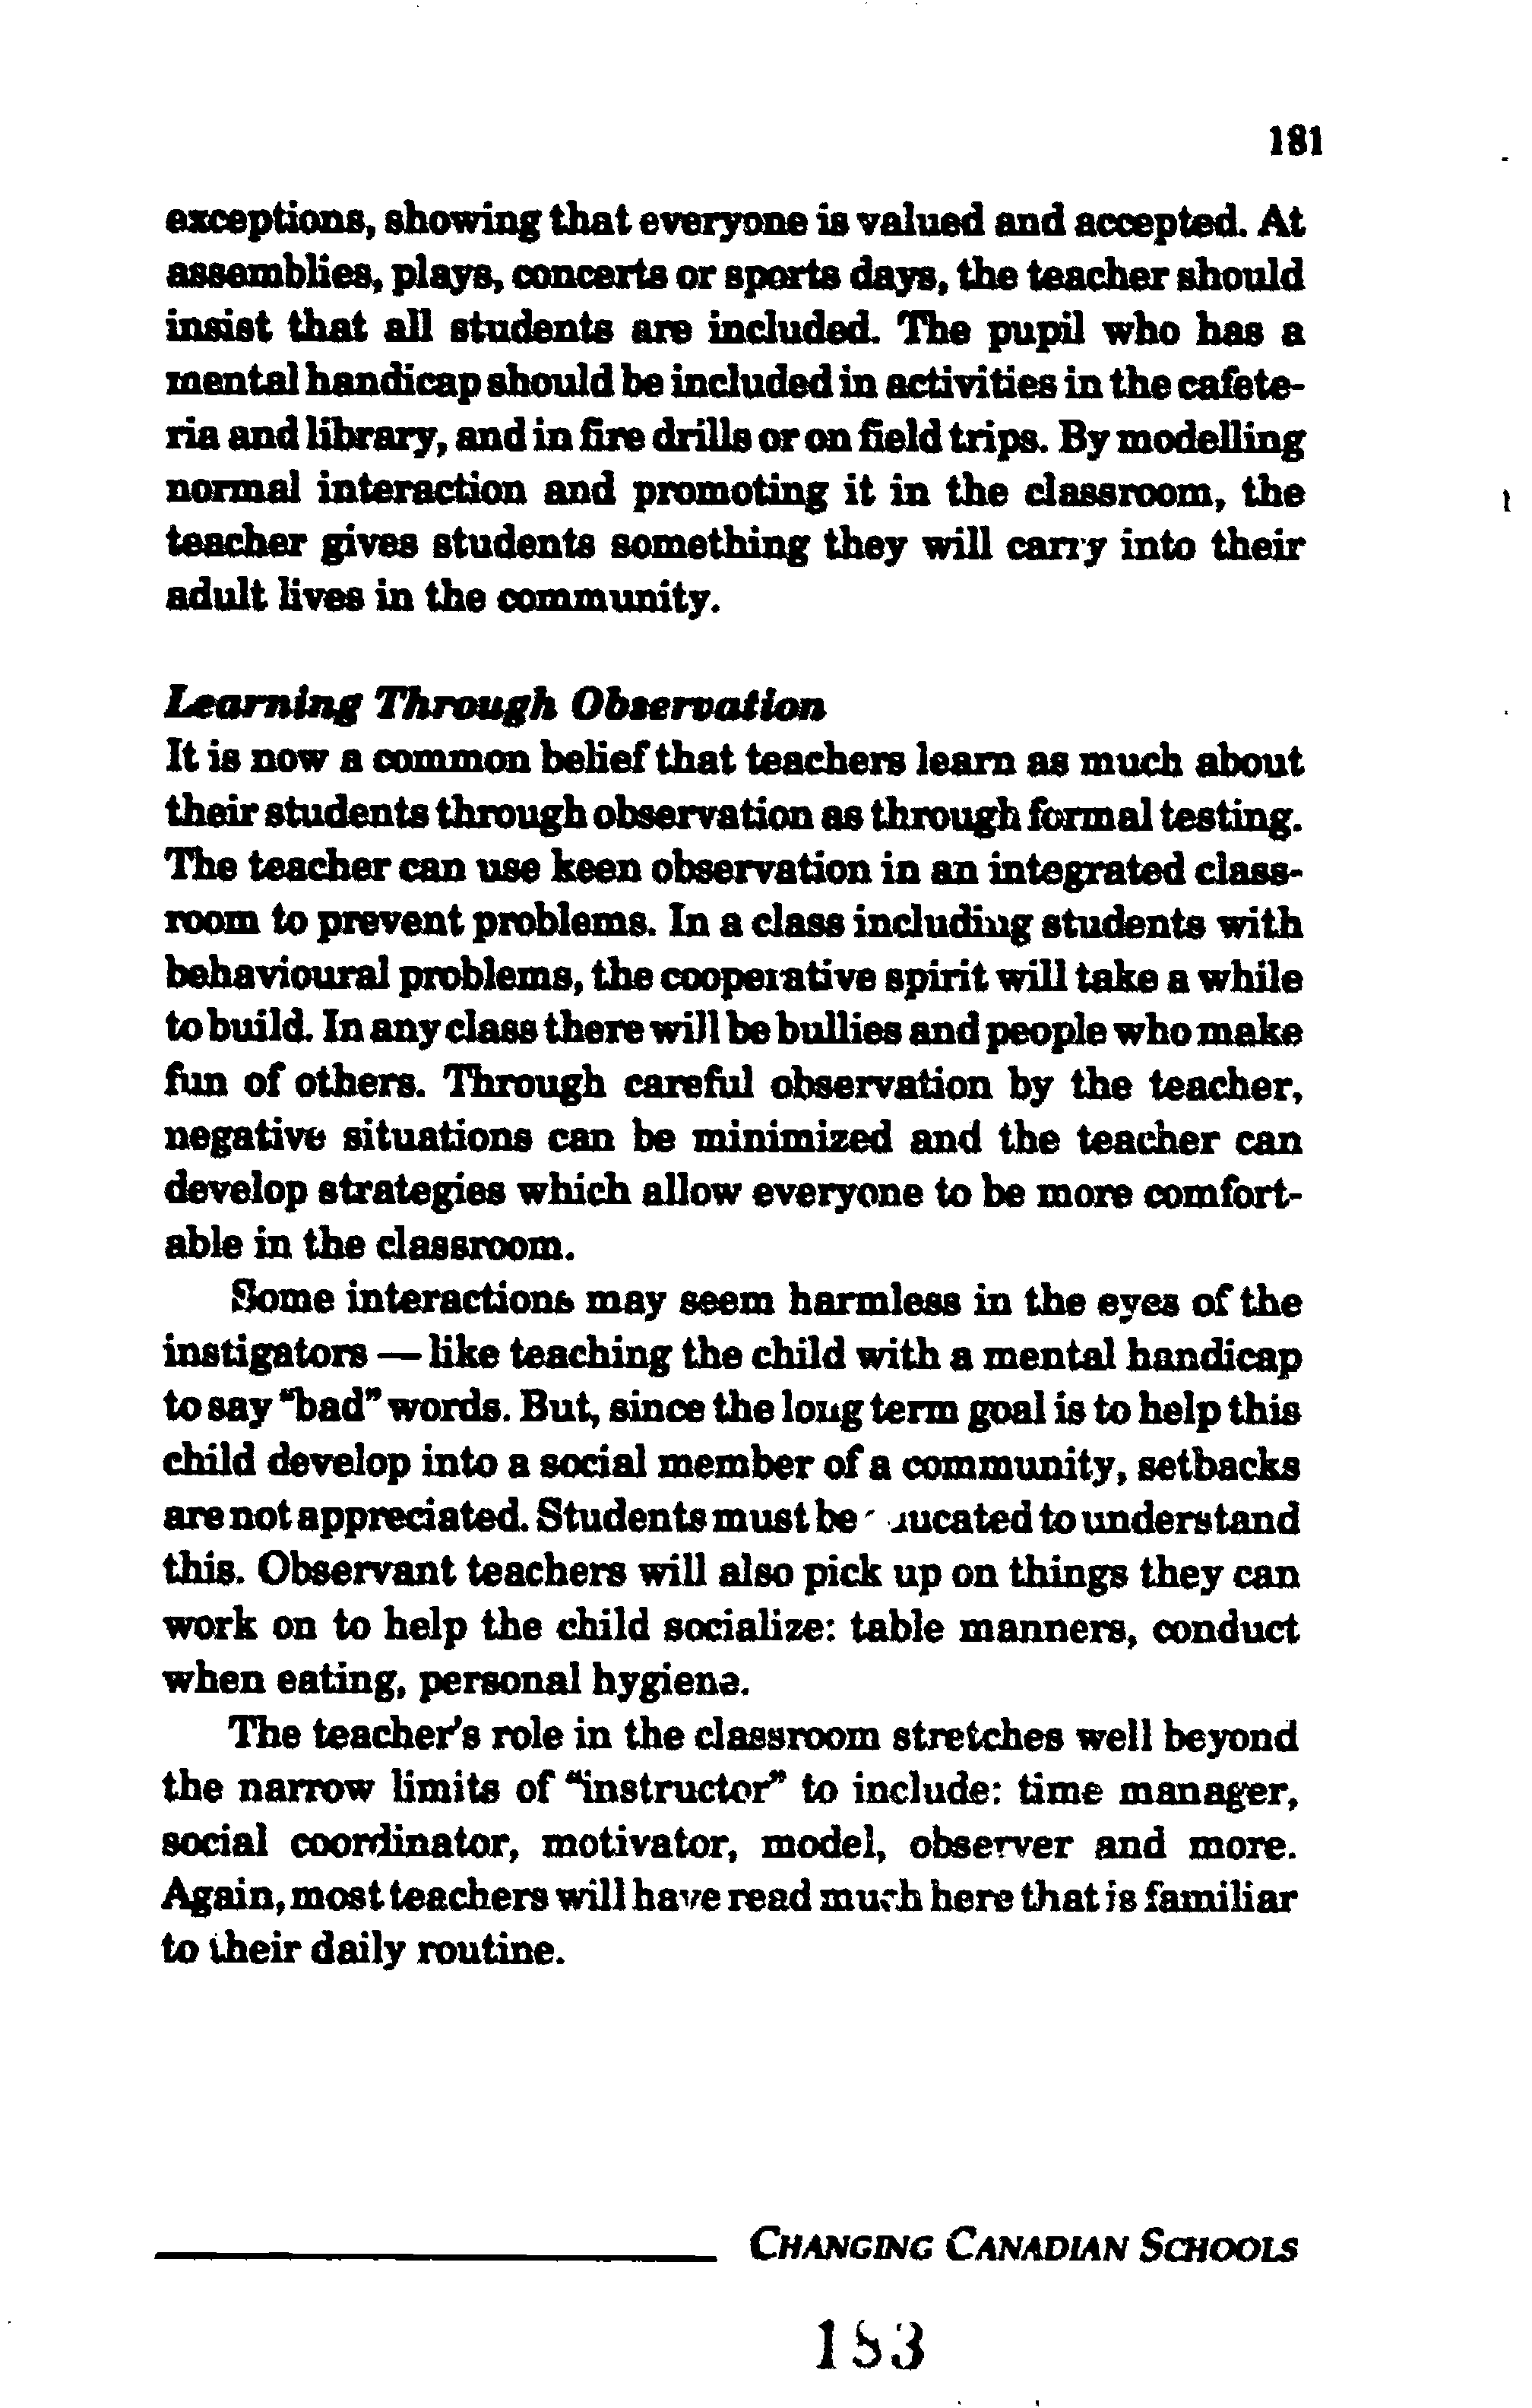 181
exceptions, showing that everyone is valued and accepted. At
assemblies, plays, concerts or sports days, the teacher should
insist that all students are included. The pupil who has a
mental handicap should be included in activities in the cafete-
ria and library, and in fire drills or on field trips. By modelling
normal interaction and promoting it in the classroom, the
teacher gives students something they will carry into their
adult lives in the community.
Learning Through Observation
It is now a common belief that teachers learn as much about
their students through observation as through formal testing.
The teacher can use keen observation in an integrated class-
room to prevent problems. In a class including students with
behavioural problems, the cooperative spirit will take a while
to build. In any class there will be bullies and people who make
fun of others. Through careful observation by the teacher,
negative situations can be minimized and the teacher can
develop strategies which allow everyone to be more comfort-
able in the classroom.
Some interactions may seem harmless in the eyes of the
instigators — like teaching the child with a mental handicap
to say "bad" words. But, since the long term goal is to help this
child develop into a social member of a community, setbacks
are not appreciated. Students must be to understand
this. Observant teachers will also pick up on things they can
work on to help the child socialize: table manners, conduct
when eating, personal hygiene.
The teacher's role in the classroom stretches well beyond
the narrow limits of "instructor" to include: time manager,
social coordinator, motivator, model, observer and more.
Again, most teachers will have read much here that is familiar
to their daily routine.
CHANGING CANADIAN SCHOOLS
183